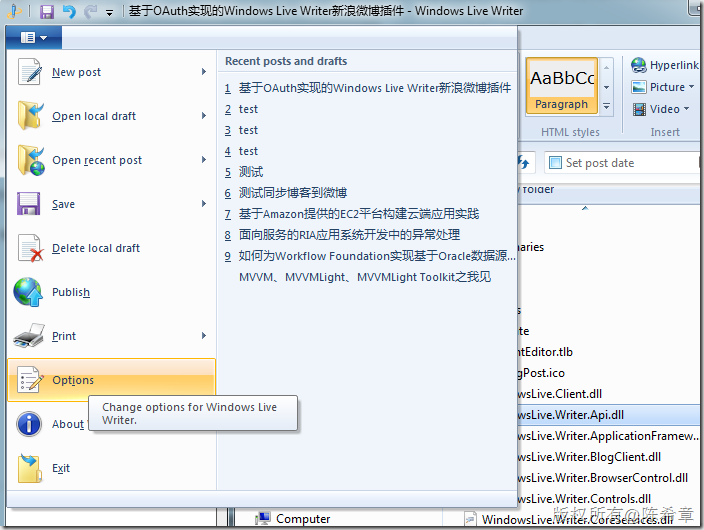 基于OAuth实现的Windows Live Writer新浪微博插件 - Windows Live Writer
New post
Open local draft
Open recent post
Save
Delete local draft
Publish
Print
Options
Change options for Windows Live
Writer.
About
Exit
Recent posts and drafts
1 基于OAuth实现的Windows Live Writer新浪微博插件
2 test
3 test
4 test
5 测试
6 测试同步博客到微博
7 基于Amazon提供的EC2平台构建云端应用实践
8 面向服务的RIA应用系统开发中的异常处理
9 如何为Workflow Foundation实现基于Oracle数据源...
MVVM、MVVMLight、MVVMLight Toolkit之我见
AaBbCc
Paragraph
HTML styles
Hyperlink
Picture
Video
Insert
Set post date
folder
naries
s
te
ntEditor.tlb
gPost.ico
wsLive.Client.dll
wsLive.Writer.Api.dll
wsLive.Writer.ApplicationFramew...
wsLive.Writer.BlogClient.dll
wsLive.Writer.BrowserControl.dll
wsLive.Writer.Controls.dll
Computer
WindowsLive.Writer.CoreServices.dll
版权所有@陈希章